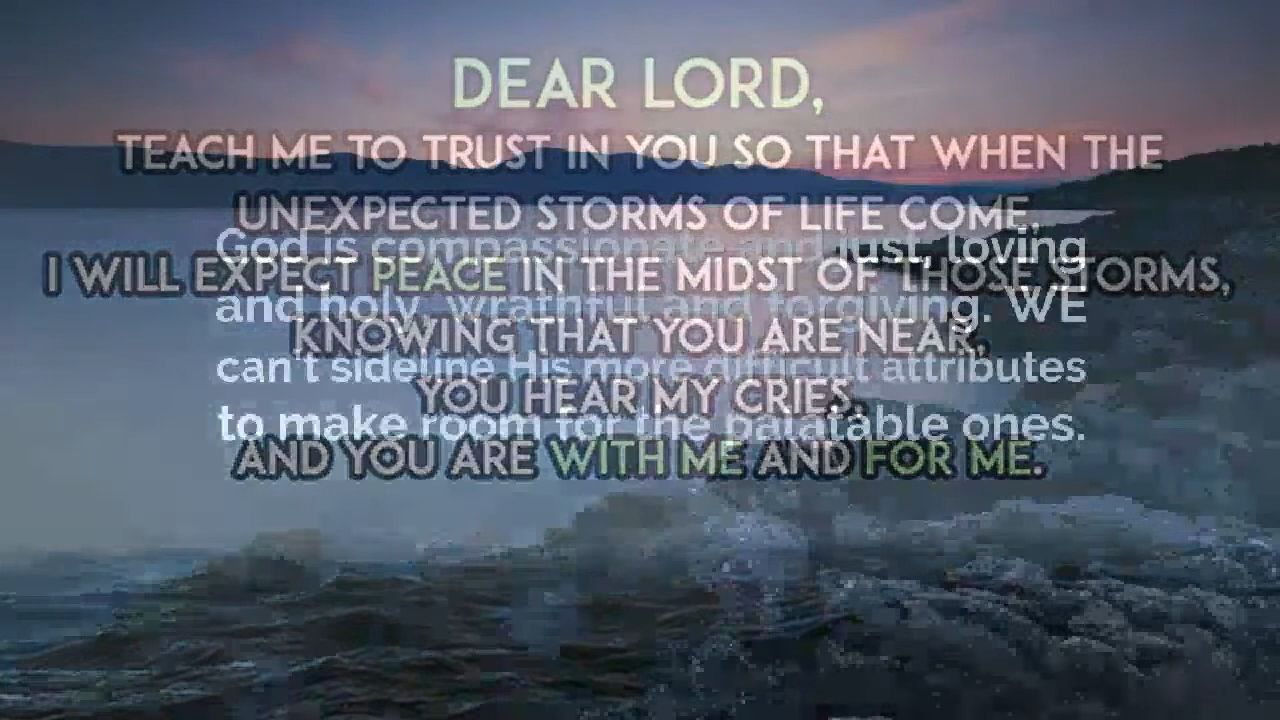 DEAR LORD,
TEACH ME TO TRUST IN YOU SO THAT WHEN THE
UNEXPECTED STORMS OF LIFE COME,
I WILL EXPECT PEACE IN THE MIDST OF THOSE STORMS,
KNOWING THAT YOU ARE NEAR,
YOU HEAR MY CRIES,
AND YOU ARE WITH ME AND FOR ME.
God is compassionate and just, loving
and holy, wrathful and forgiving. WE
can't sideline His more difficult attributes
to make room for the palatable ones.